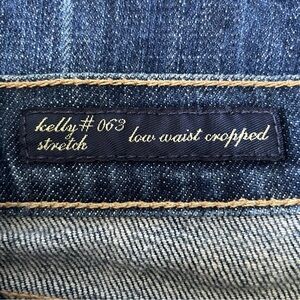 kelly # 063
stretch
low waist cropped